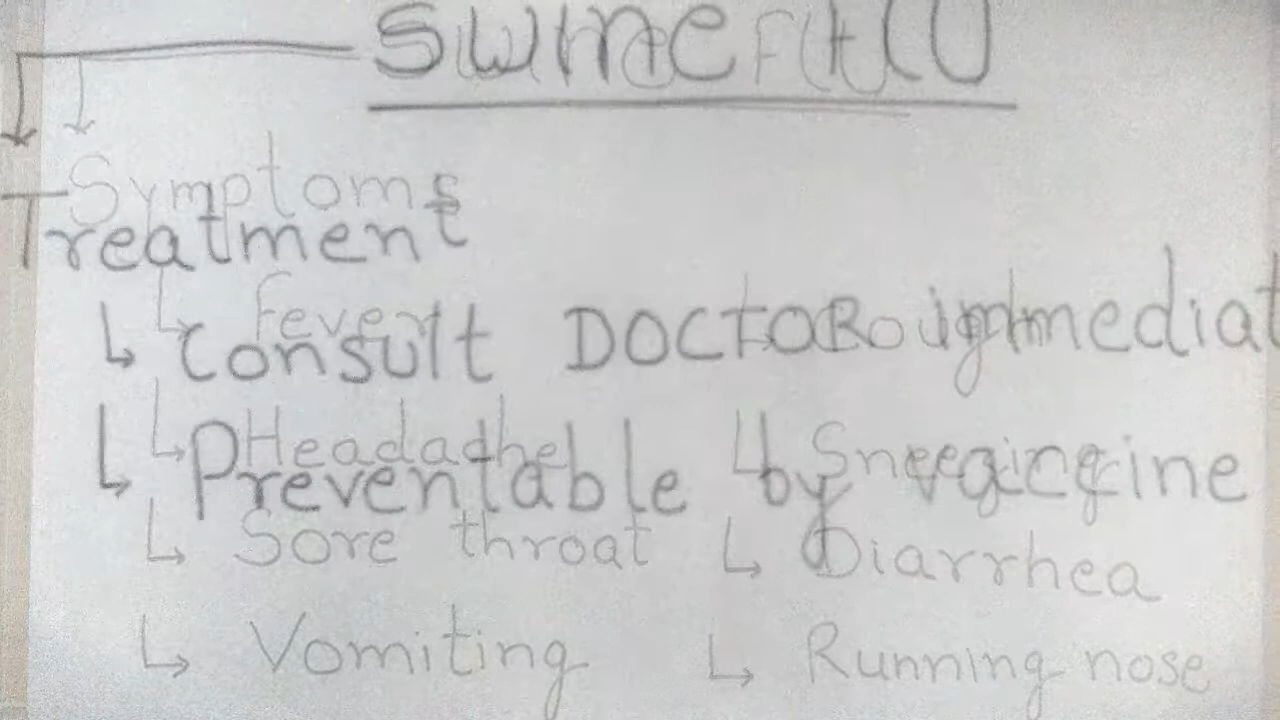 Swine Flu
Symptoms
Treatment
↳ Fever
↳ Consult DOCTOR immediat
↳ Headache ↳ Sneezing
↳ Preventable by vaccine
↳ Sore throat ↳ Diarrhea
↳ Vomiting ↳ Running nose